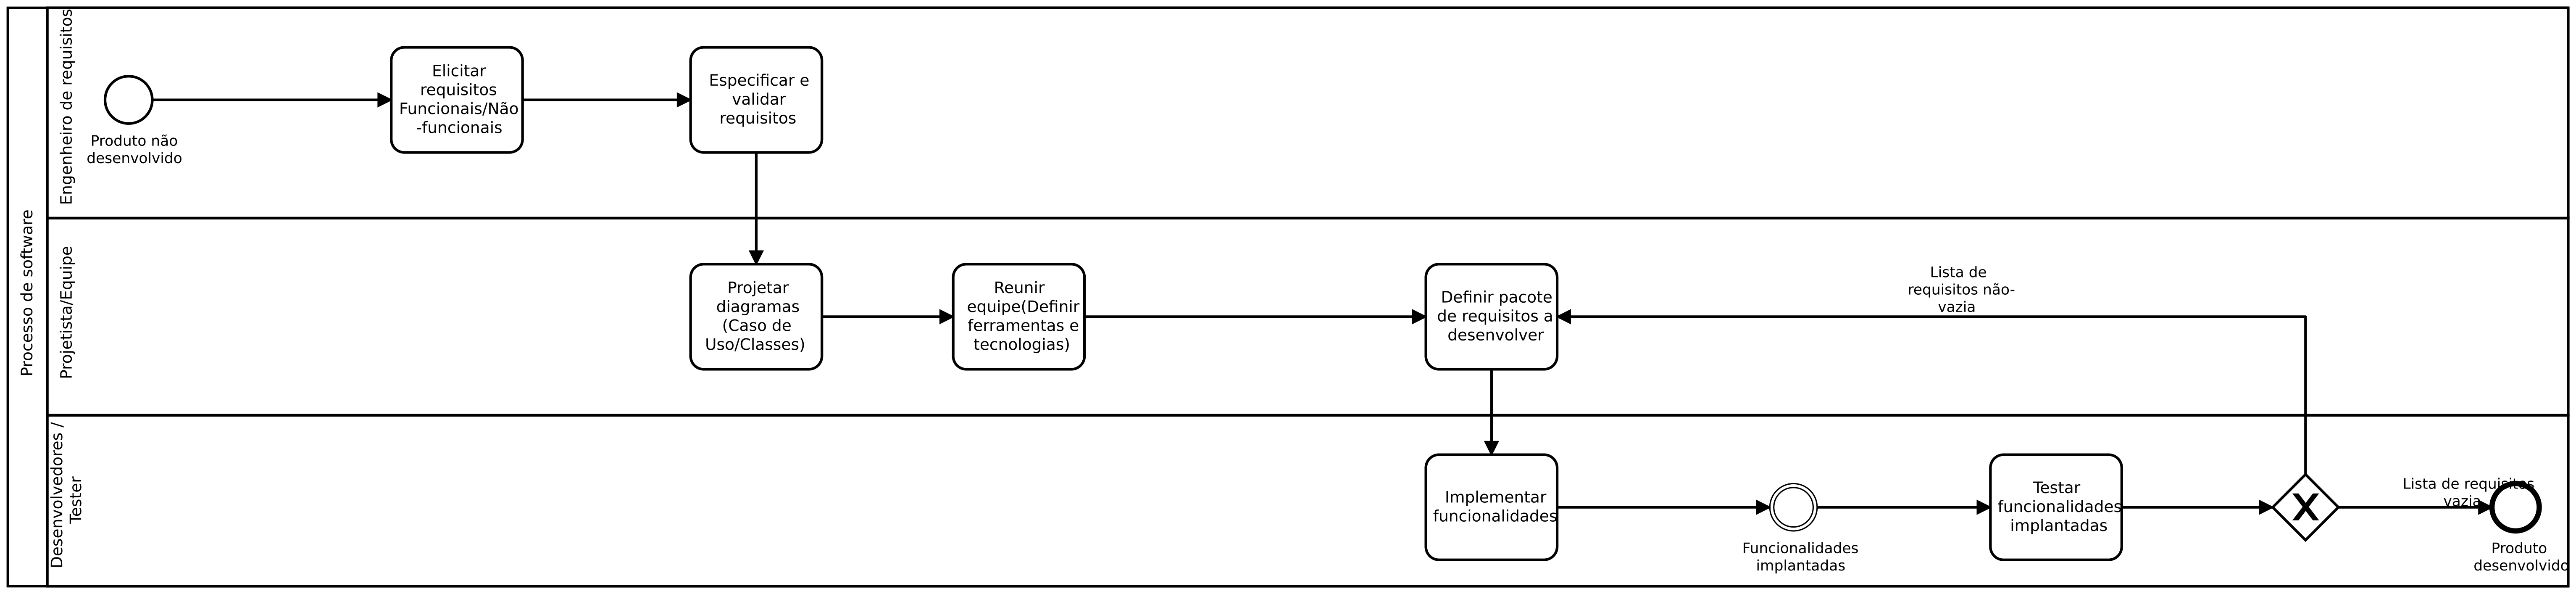 Processo de software
Engenheiro de requisitos
Produto não
desenvolvido
Elicitar
requisitos
Funcionais/Não
-funcionais
Especificar e
validar
requisitos
Projetista/Equipe
Projetar
diagramas
(Caso de
Uso/Classes)
Reunir
equipe(Definir
ferramentas e
tecnologias)
Definir pacote
de requisitos a
desenvolver
Lista de
requisitos não-
vazia
Desenvolvedores /
Tester
Implementar
funcionalidades
Funcionalidades
implantadas
Testar
funcionalidades
implantadas
X
Lista de requisitos
vazia
Produto
desenvolvido